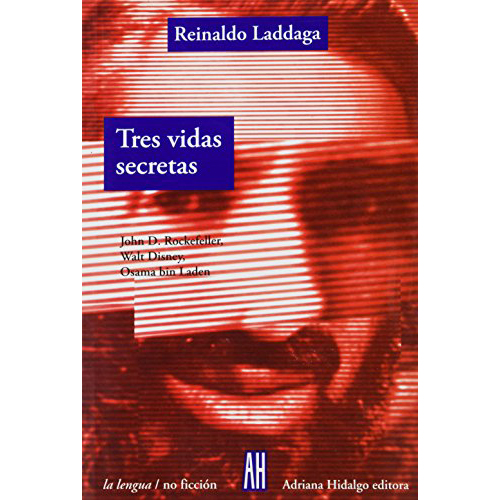 Reinaldo Laddaga
Tres vidas
secretas
John D. Rockefeller,
Walt Disney,
Osama bin Laden
la lengua / no ficción
AH
Adriana Hidalgo editora